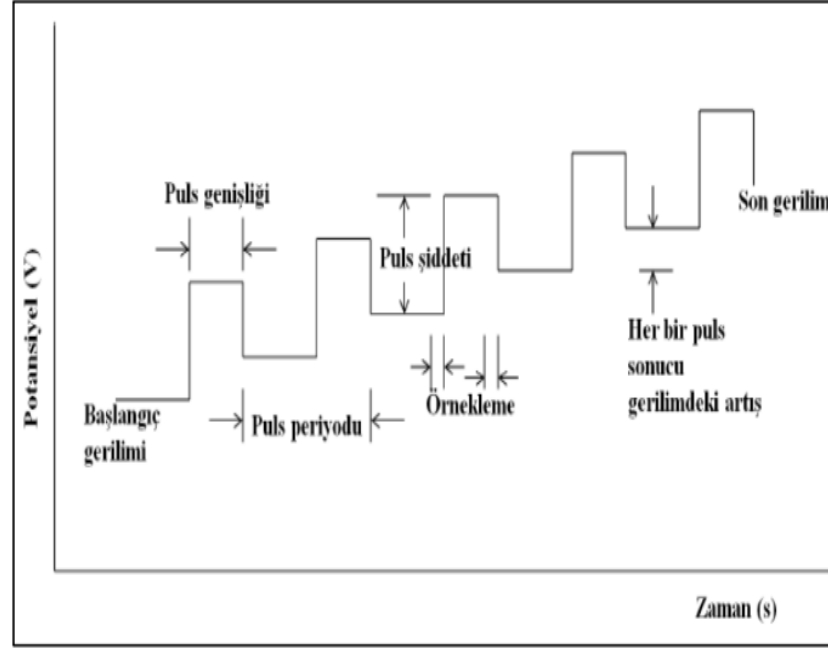 Puls genişliği
Son gerilim
Puls şiddeti
Potansiyel (V)
Her bir puls
sonucu
gerilimdeki artış
Örnekleme
Başlangıç
gerilimi
Puls periyodu
Zaman (s)